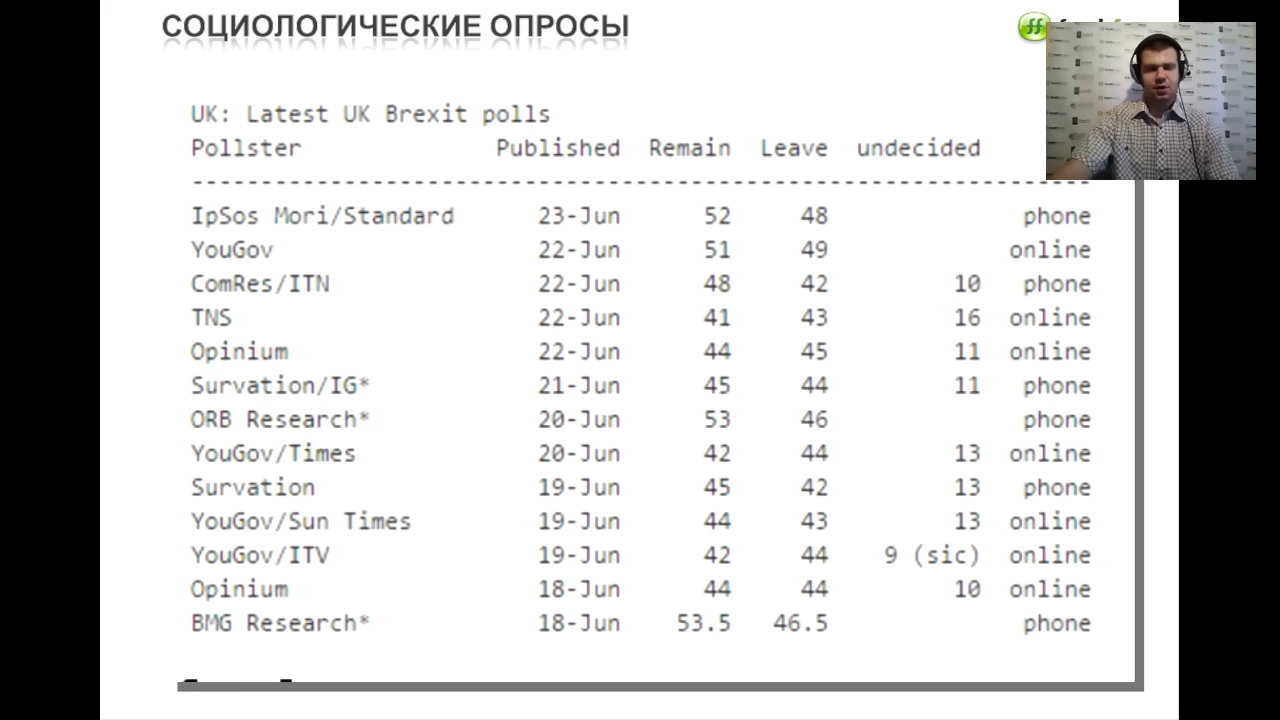 СОЦИОЛОГИЧЕСКИЕ ОПРОСЫ
ff
UK: Latest UK Brexit polls
Pollster Published Remain Leave undecided
--------------------------------------------------------------------
IpSos Mori/Standard 23-Jun 52 48 phone
YouGov 22-Jun 51 49 online
ComRes/ITN 22-Jun 48 42 10 phone
TNS 22-Jun 41 43 16 online
Opinium 22-Jun 44 45 11 online
Survation/IG* 21-Jun 45 44 11 phone
ORB Research* 20-Jun 53 46 phone
YouGov/Times 20-Jun 42 44 13 online
Survation 19-Jun 45 42 13 phone
YouGov/Sun Times 19-Jun 44 43 13 online
YouGov/ITV 19-Jun 42 44 9 (sic) online
Opinium 18-Jun 44 44 10 online
BMG Research* 18-Jun 53.5 46.5 phone